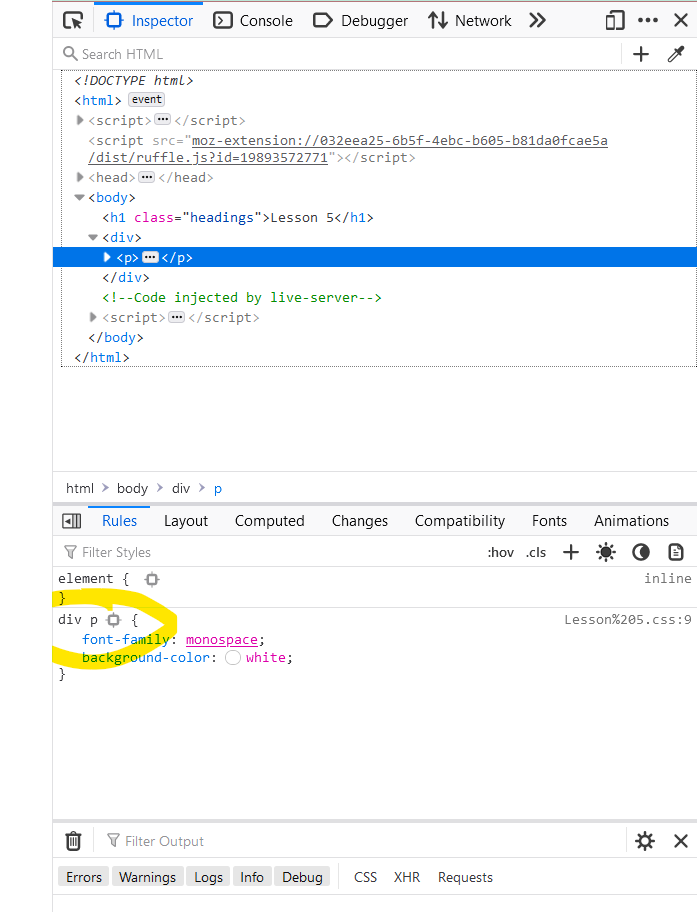 Inspector Console Debugger Network
Search HTML
<!DOCTYPE html>
<html> event
<script> ••• </script>
<script src="moz-extension://032eea25-6b5f-4ebc-b605-b81da0fcae5a
/dist/ruffle.js?id=19893572771"></script>
<head> ••• </head>
<body>
<h1 class="headings">Lesson 5</h1>
<div>
<p> ••• </p>
</div>
<!--Code injected by live-server-->
<script> ••• </script>
</body>
</html>
html > body > div > p
Rules Layout Computed Changes Compatibility Fonts Animations
Filter Styles :hov .cls
element { inline
}
div p { Lesson%205.css:9
font-family: monospace;
background-color: white;
}
Filter Output
Errors Warnings Logs Info Debug CSS XHR Requests